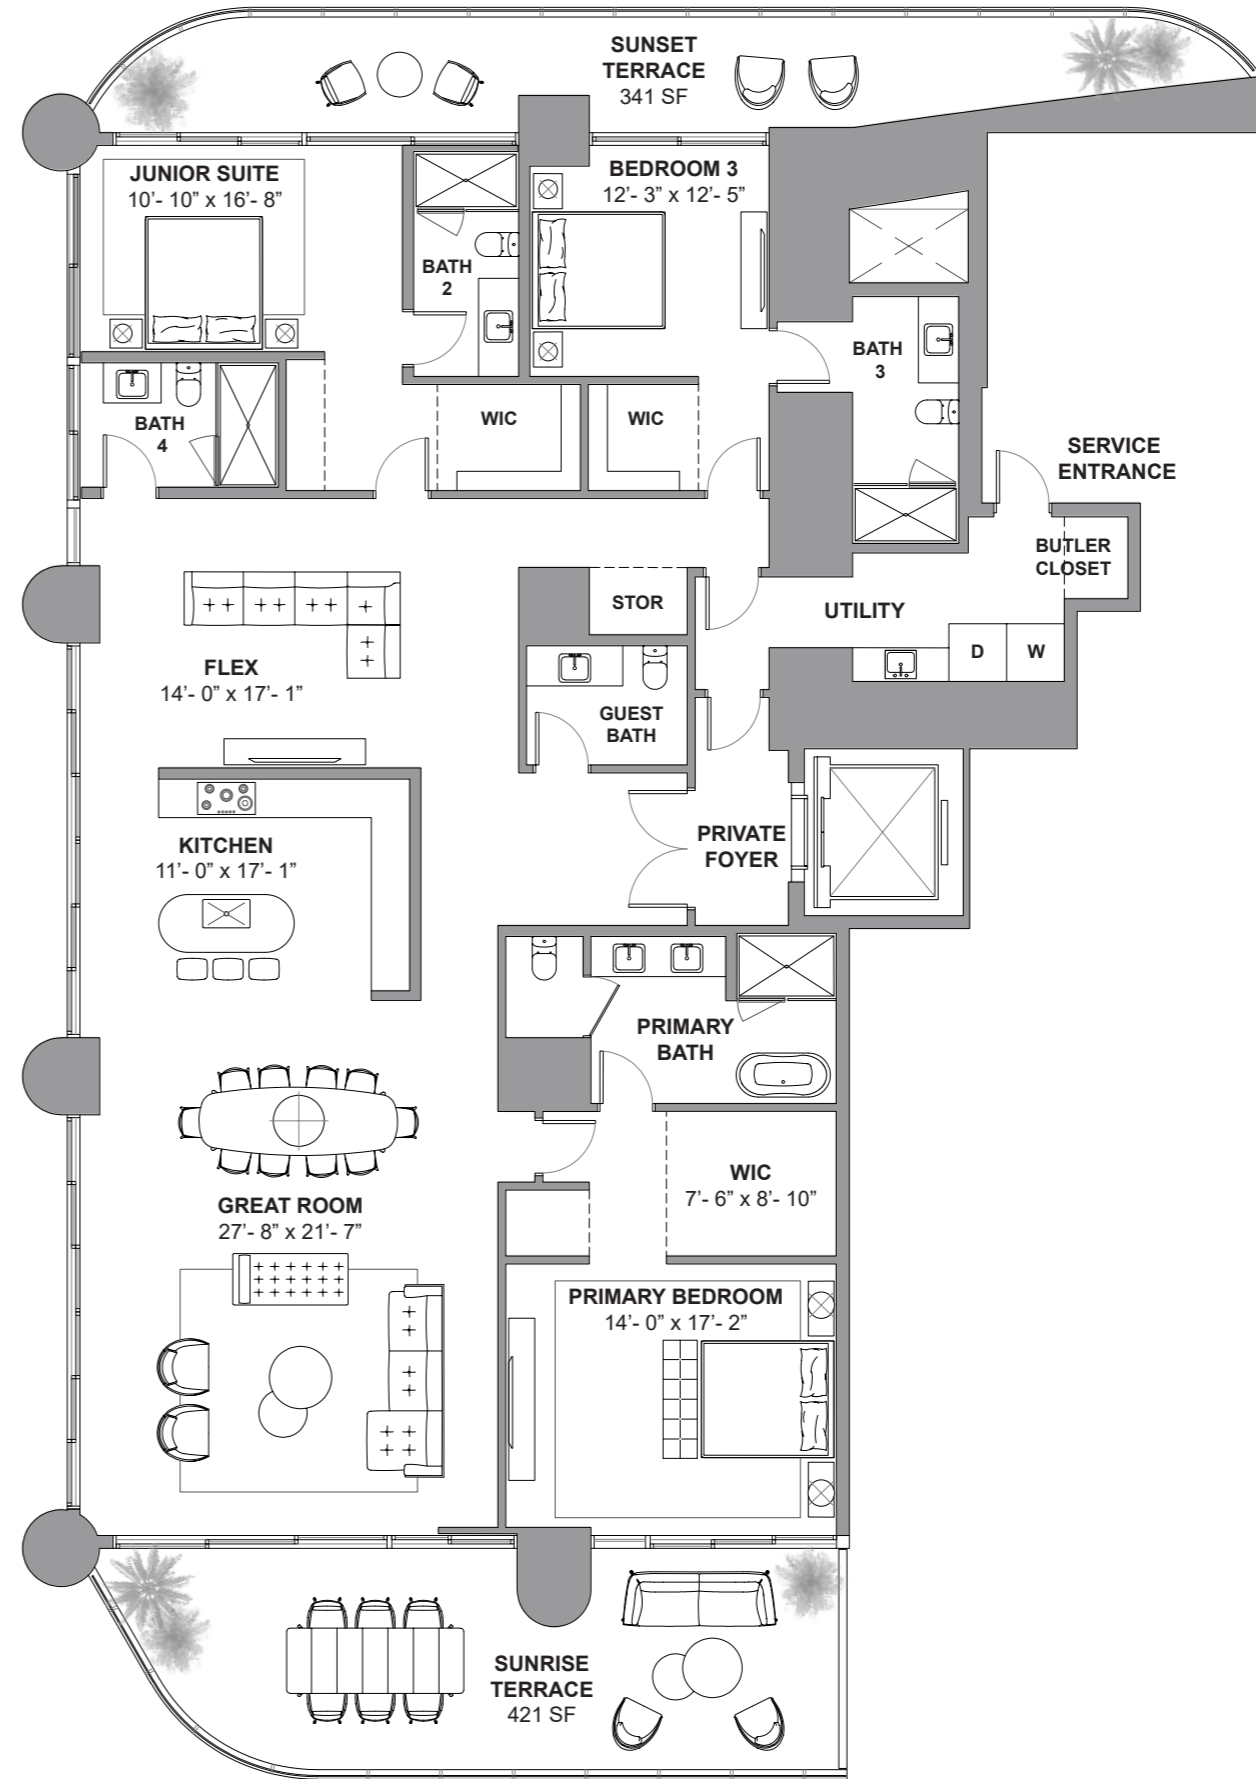 SUNSET
TERRACE
341 SF
JUNIOR SUITE
10’- 10” x 16’- 8”
BEDROOM 3
12’- 3” x 12’- 5”
BATH
2
BATH
3
BATH
4
WIC
WIC
SERVICE
ENTRANCE
BUTLER
CLOSET
STOR
UTILITY
D
W
FLEX
14’- 0” x 17’- 1”
GUEST
BATH
PRIVATE
FOYER
KITCHEN
11’- 0” x 17’- 1”
PRIMARY
BATH
WIC
7’- 6” x 8’- 10”
GREAT ROOM
27’- 8” x 21’- 7”
PRIMARY BEDROOM
14’- 0” x 17’- 2”
SUNRISE
TERRACE
421 SF